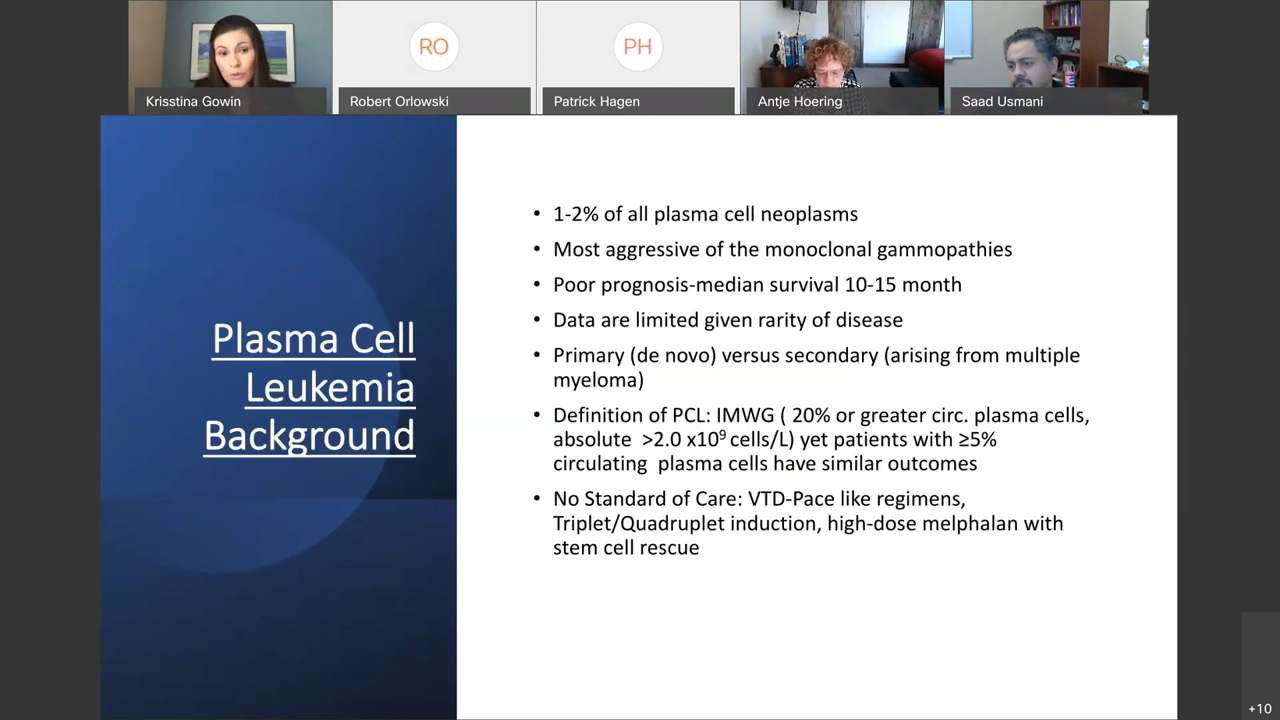 RO
PH
Krisstina Gowin
Robert Orlowski
Patrick Hagen
Antje Hoering
Saad Usmani
Plasma Cell
Leukemia
Background
• 1-2% of all plasma cell neoplasms
• Most aggressive of the monoclonal gammopathies
• Poor prognosis-median survival 10-15 month
• Data are limited given rarity of disease
• Primary (de novo) versus secondary (arising from multiple
myeloma)
• Definition of PCL: IMWG ( 20% or greater circ. plasma cells,
absolute >2.0 x10⁹ cells/L) yet patients with ≥5%
circulating plasma cells have similar outcomes
• No Standard of Care: VTD-Pace like regimens,
Triplet/Quadruplet induction, high-dose melphalan with
stem cell rescue
+10